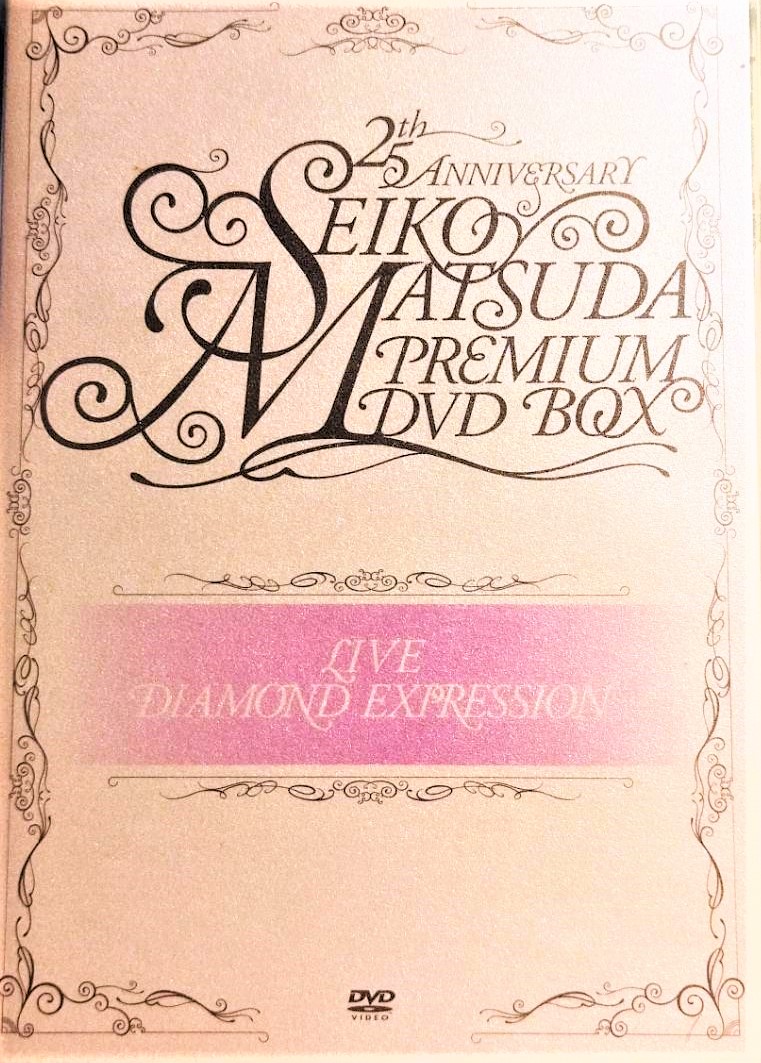 25th ANNIVERSARY
SEIKO
MATSUDA
PREMIUM
DVD BOX
LIVE
DIAMOND EXPRESSION
DVD
VIDEO